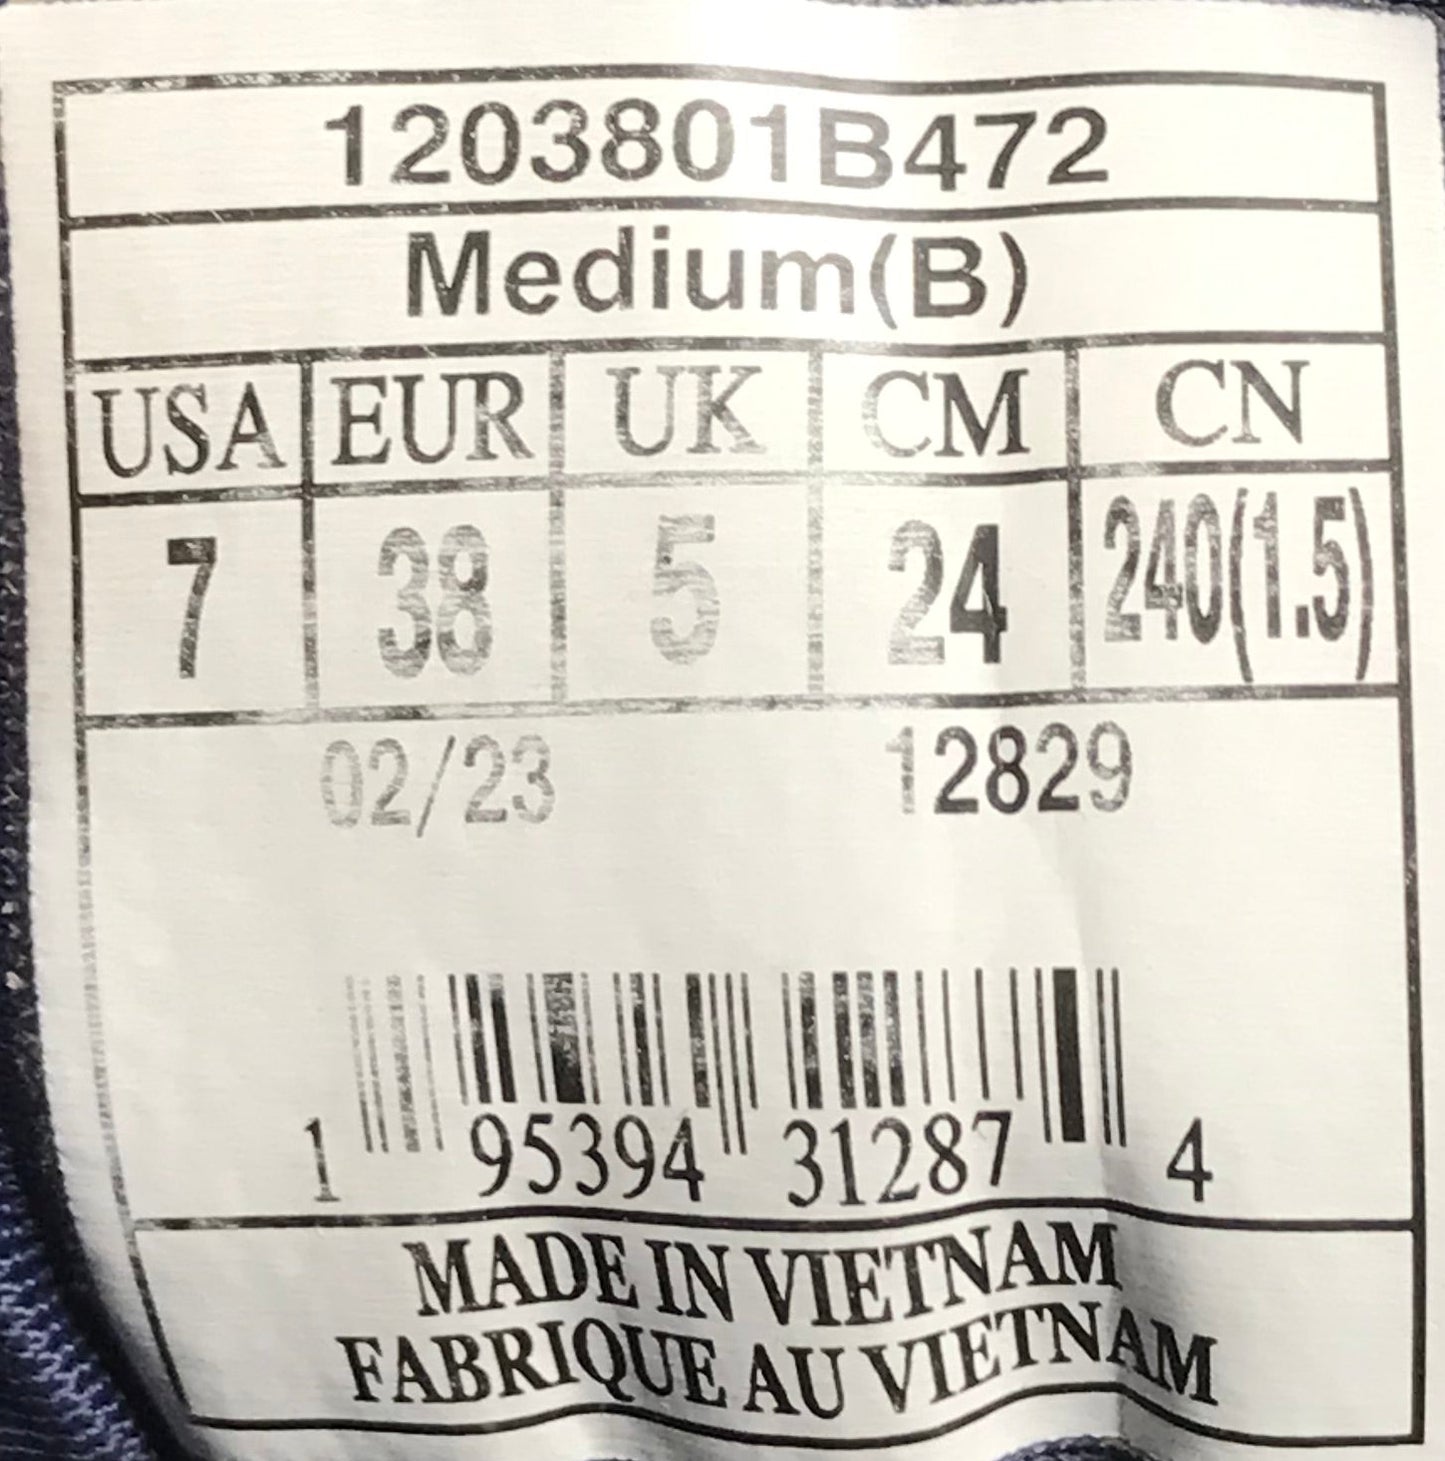 1203801B472
Medium(B)
USA EUR UK CM CN
7 38 5 24 240(1.5)
02/23 12829
1 95394 31287 4
MADE IN VIETNAM
FABRIQUE AU VIETNAM